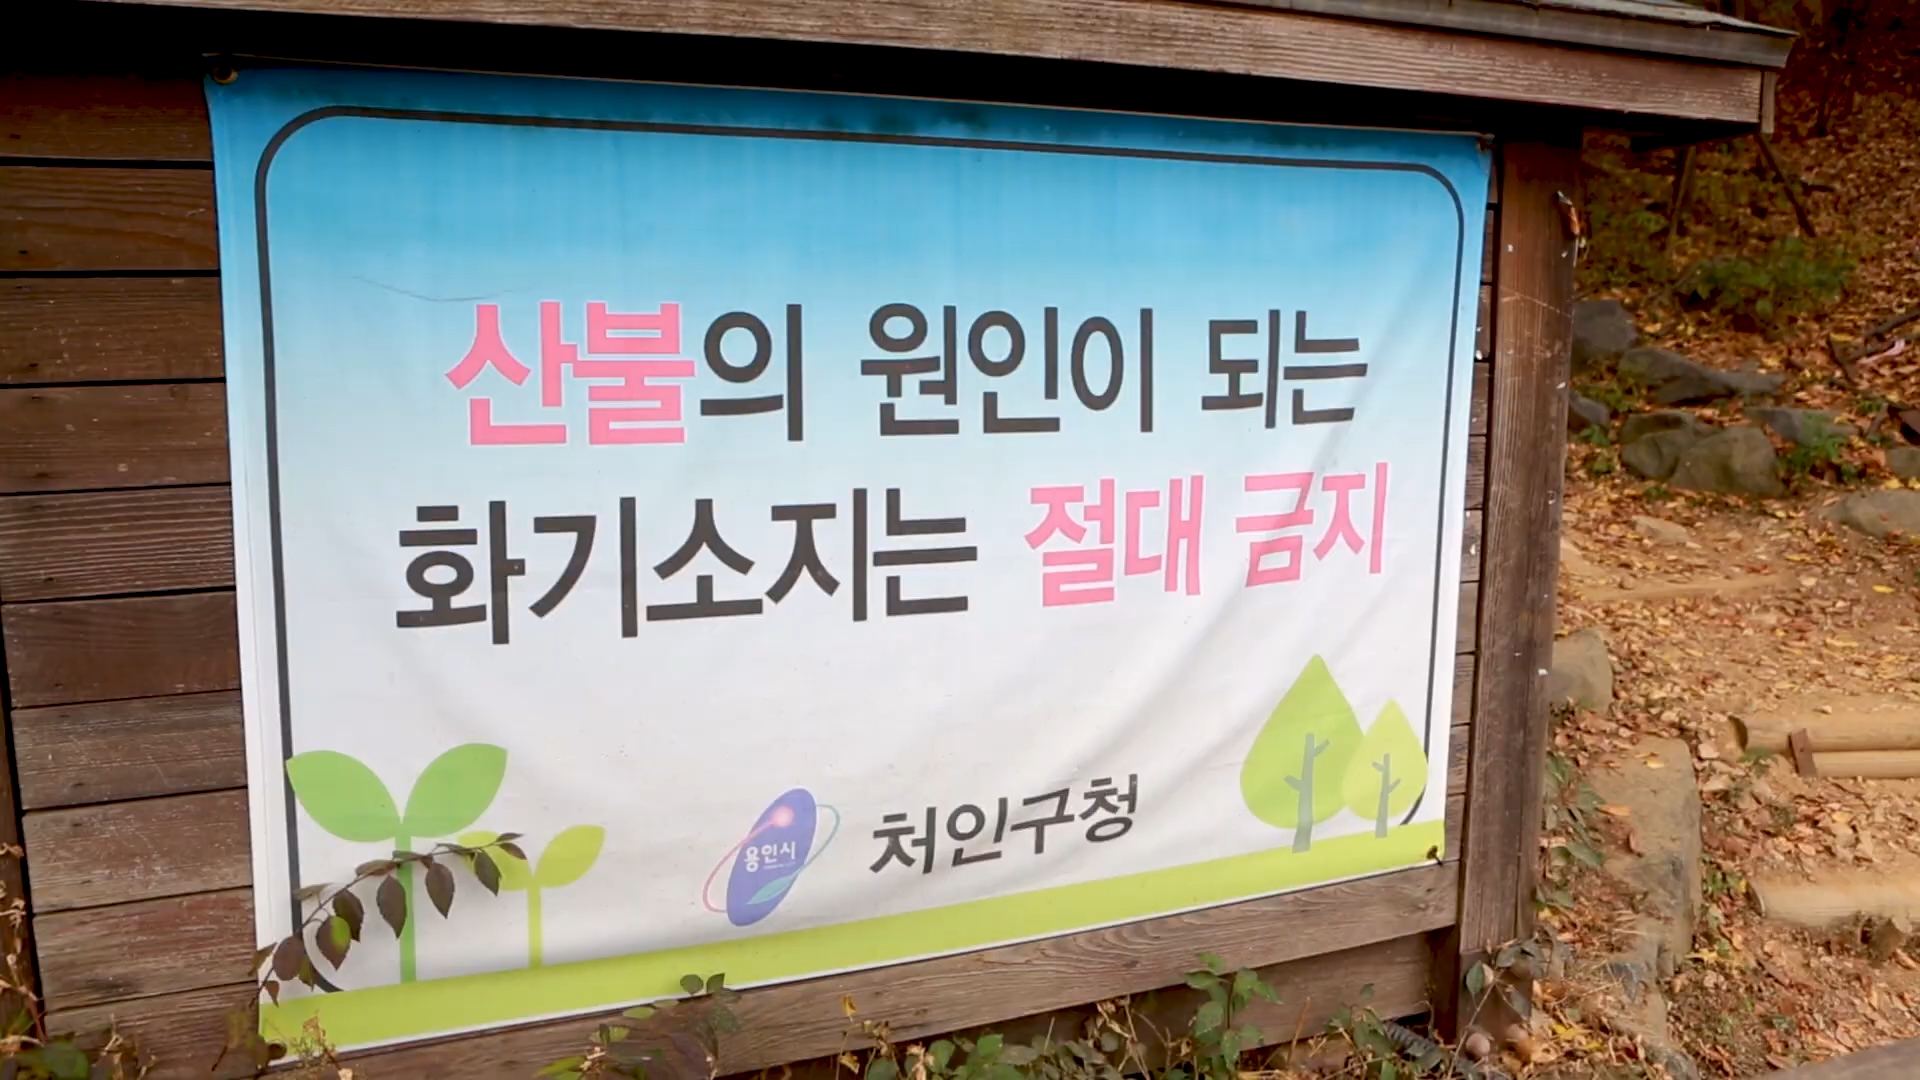 산불의 원인이 되는
화기소지는 절대 금지
용인시
처인구청